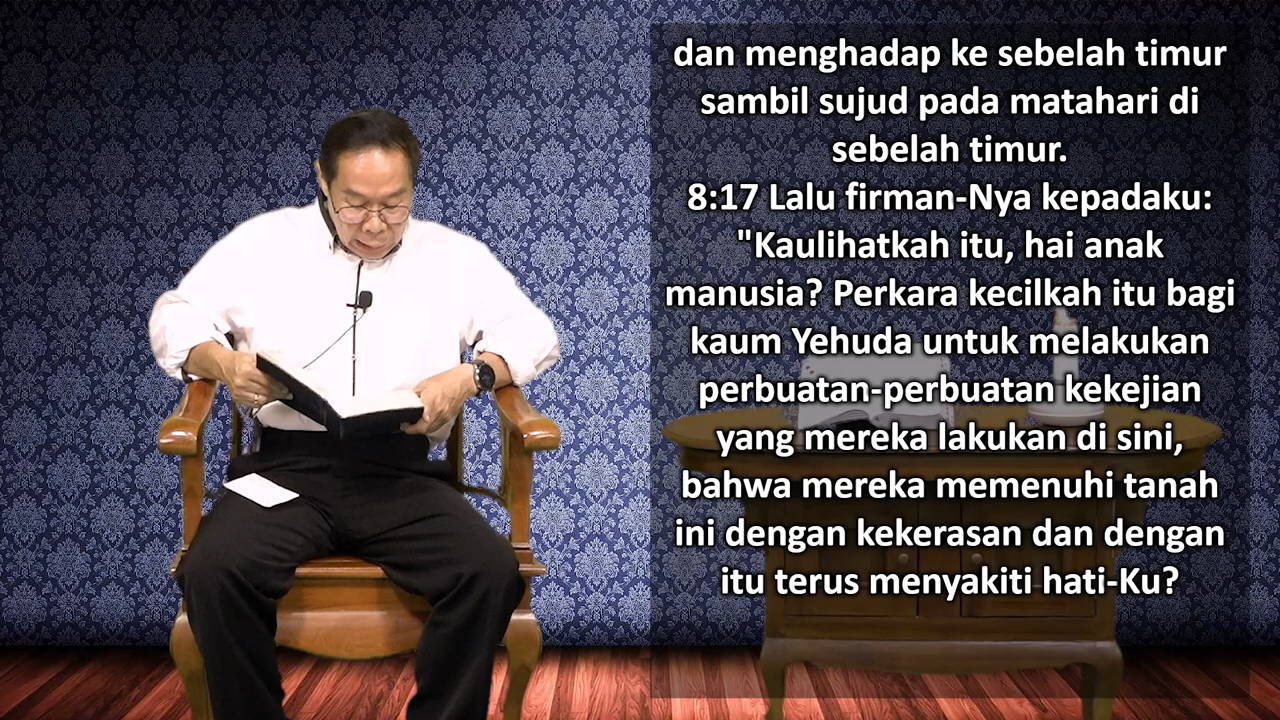 dan menghadap ke sebelah timur
sambil sujud pada matahari di
sebelah timur.
8:17 Lalu firman-Nya kepadaku:
"Kaulihatkah itu, hai anak
manusia? Perkara kecilkah itu bagi
kaum Yehuda untuk melakukan
perbuatan-perbuatan kekejian
yang mereka lakukan di sini,
bahwa mereka memenuhi tanah
ini dengan kekerasan dan dengan
itu terus menyakiti hati-Ku?